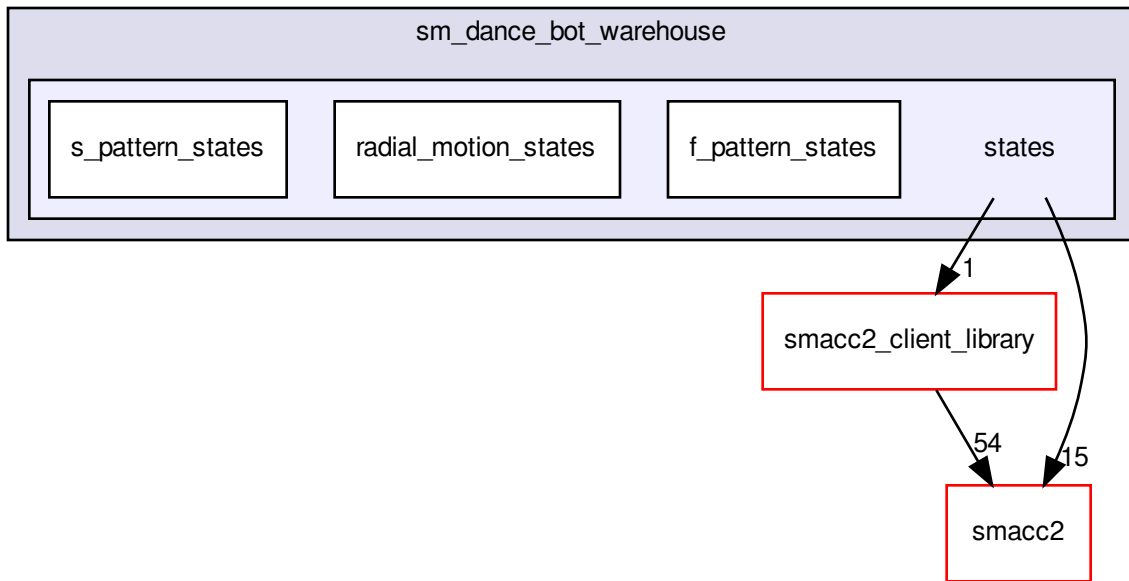 sm_dance_bot_warehouse
s_pattern_states
radial_motion_states
f_pattern_states
states
1
smacc2_client_library
54
15
smacc2